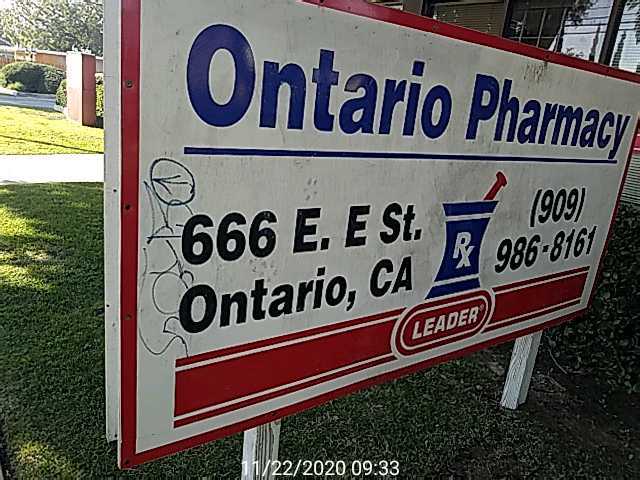 Ontario Pharmacy
666 E. E St.
Ontario, CA
Rx
(909)
986-8161
LEADER
11/22/2020 09:33